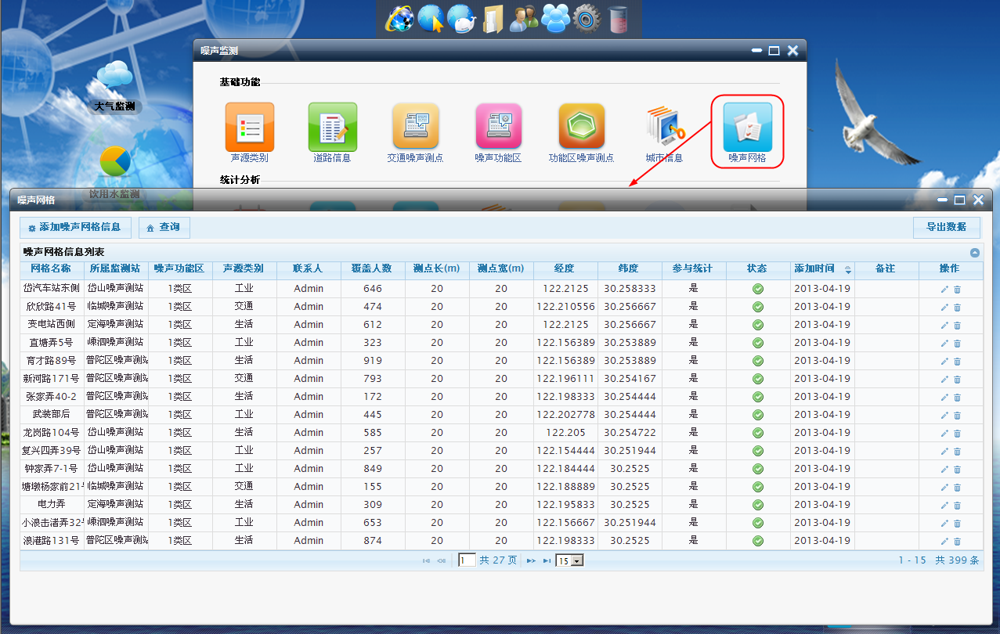 噪声监测
基础功能
大气监测
声源类别 道路信息 交通噪声测点 噪声功能区 功能区噪声测点 城市信息 噪声网格
统计分析
饮用水监测
噪声网格
添加噪声网格信息 查询 导出数据
噪声网格信息列表
网格名称 所属监测站 噪声功能区 声源类别 联系人 覆盖人数 测点长(m) 测点宽(m) 经度 纬度 参与统计 状态 添加时间 备注 操作
岱汽车站东侧 岱山噪声测站 1类区 工业 Admin 646 20 20 122.2125 30.258333 是 2013-04-19
欣欣路41号 临城噪声测站 1类区 交通 Admin 474 20 20 122.210556 30.256667 是 2013-04-19
变电站西侧 定海噪声测站 1类区 生活 Admin 612 20 20 122.2125 30.256667 是 2013-04-19
直塘弄5号 嵊泗噪声测站 1类区 工业 Admin 323 20 20 122.156389 30.253889 是 2013-04-19
育才路89号 普陀区噪声测站 1类区 生活 Admin 919 20 20 122.156389 30.253889 是 2013-04-19
新河路171号 普陀区噪声测站 1类区 交通 Admin 793 20 20 122.196111 30.254167 是 2013-04-19
张家弄40-2 普陀区噪声测站 1类区 生活 Admin 172 20 20 122.198333 30.254444 是 2013-04-19
武装部后 普陀区噪声测站 1类区 工业 Admin 445 20 20 122.202778 30.254444 是 2013-04-19
龙岗路104号 岱山噪声测站 1类区 生活 Admin 585 20 20 122.205 30.254722 是 2013-04-19
复兴四弄39号 岱山噪声测站 1类区 工业 Admin 257 20 20 122.154444 30.251944 是 2013-04-19
钟家弄7-1号 岱山噪声测站 1类区 工业 Admin 849 20 20 122.184444 30.2525 是 2013-04-19
塘墩杨家前21号 临城噪声测站 1类区 交通 Admin 155 20 20 122.188889 30.2525 是 2013-04-19
电力弄 定海噪声测站 1类区 生活 Admin 309 20 20 122.195833 30.2525 是 2013-04-19
小浪击渚弄32号 嵊泗噪声测站 1类区 工业 Admin 653 20 20 122.156667 30.251944 是 2013-04-19
浪港路131号 普陀区噪声测站 1类区 生活 Admin 874 20 20 122.198333 30.2525 是 2013-04-19
1 共 27 页 15 1 - 15 共 399 条